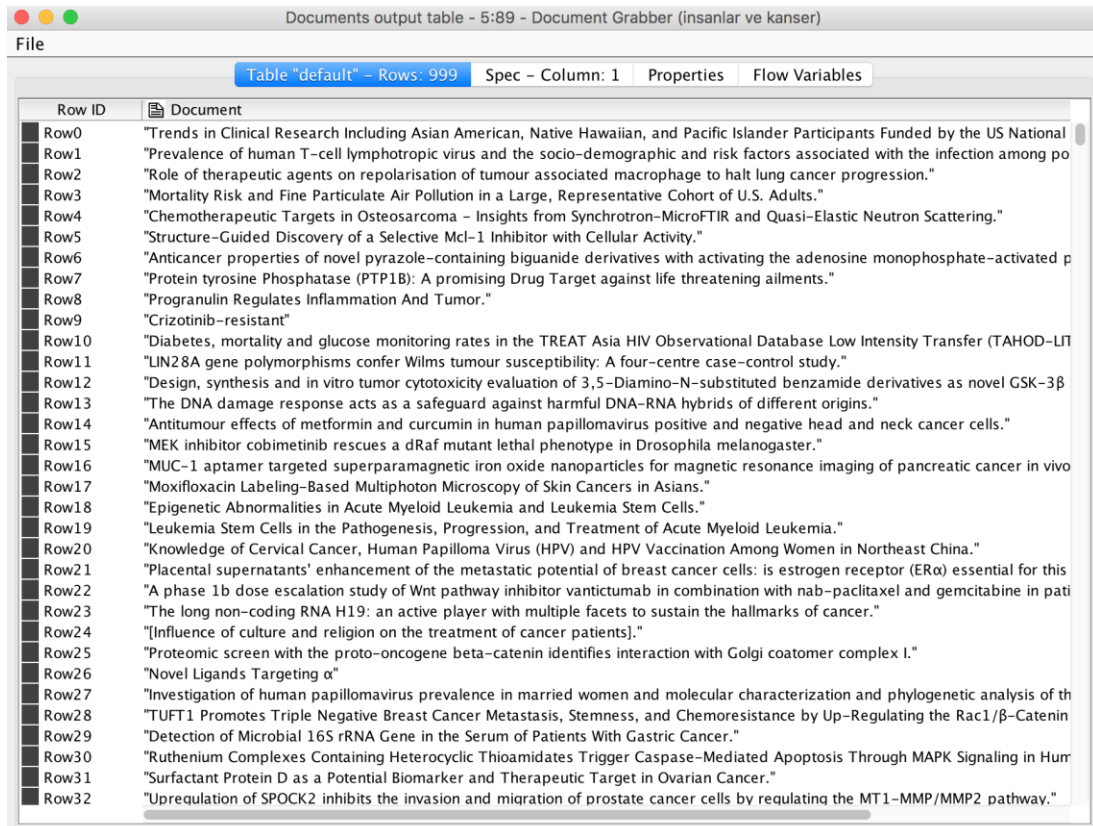 Documents output table - 5:89 - Document Grabber (insanlar ve kanser)
File
Table "default" - Rows: 999 Spec - Column: 1 Properties Flow Variables
Row ID Document
Row0 "Trends in Clinical Research Including Asian American, Native Hawaiian, and Pacific Islander Participants Funded by the US National
Row1 "Prevalence of human T-cell lymphotropic virus and the socio-demographic and risk factors associated with the infection among po
Row2 "Role of therapeutic agents on repolarisation of tumour associated macrophage to halt lung cancer progression."
Row3 "Mortality Risk and Fine Particulate Air Pollution in a Large, Representative Cohort of U.S. Adults."
Row4 "Chemotherapeutic Targets in Osteosarcoma - Insights from Synchrotron-MicroFTIR and Quasi-Elastic Neutron Scattering."
Row5 "Structure-Guided Discovery of a Selective Mcl-1 Inhibitor with Cellular Activity."
Row6 "Anticancer properties of novel pyrazole-containing biguanide derivatives with activating the adenosine monophosphate-activated p
Row7 "Protein tyrosine Phosphatase (PTP1B): A promising Drug Target against life threatening ailments."
Row8 "Progranulin Regulates Inflammation And Tumor."
Row9 "Crizotinib-resistant"
Row10 "Diabetes, mortality and glucose monitoring rates in the TREAT Asia HIV Observational Database Low Intensity Transfer (TAHOD-LIT
Row11 "LIN28A gene polymorphisms confer Wilms tumour susceptibility: A four-centre case-control study."
Row12 "Design, synthesis and in vitro tumor cytotoxicity evaluation of 3,5-Diamino-N-substituted benzamide derivatives as novel GSK-3β
Row13 "The DNA damage response acts as a safeguard against harmful DNA-RNA hybrids of different origins."
Row14 "Antitumour effects of metformin and curcumin in human papillomavirus positive and negative head and neck cancer cells."
Row15 "MEK inhibitor cobimetinib rescues a dRaf mutant lethal phenotype in Drosophila melanogaster."
Row16 "MUC-1 aptamer targeted superparamagnetic iron oxide nanoparticles for magnetic resonance imaging of pancreatic cancer in vivo
Row17 "Moxifloxacin Labeling-Based Multiphoton Microscopy of Skin Cancers in Asians."
Row18 "Epigenetic Abnormalities in Acute Myeloid Leukemia and Leukemia Stem Cells."
Row19 "Leukemia Stem Cells in the Pathogenesis, Progression, and Treatment of Acute Myeloid Leukemia."
Row20 "Knowledge of Cervical Cancer, Human Papilloma Virus (HPV) and HPV Vaccination Among Women in Northeast China."
Row21 "Placental supernatants' enhancement of the metastatic potential of breast cancer cells: is estrogen receptor (ERα) essential for this
Row22 "A phase 1b dose escalation study of Wnt pathway inhibitor vantictumab in combination with nab-paclitaxel and gemcitabine in pati
Row23 "The long non-coding RNA H19: an active player with multiple facets to sustain the hallmarks of cancer."
Row24 "[Influence of culture and religion on the treatment of cancer patients]."
Row25 "Proteomic screen with the proto-oncogene beta-catenin identifies interaction with Golgi coatomer complex I."
Row26 "Novel Ligands Targeting α"
Row27 "Investigation of human papillomavirus prevalence in married women and molecular characterization and phylogenetic analysis of th
Row28 "TUFT1 Promotes Triple Negative Breast Cancer Metastasis, Stemness, and Chemoresistance by Up-Regulating the Rac1/β-Catenin
Row29 "Detection of Microbial 16S rRNA Gene in the Serum of Patients With Gastric Cancer."
Row30 "Ruthenium Complexes Containing Heterocyclic Thioamidates Trigger Caspase-Mediated Apoptosis Through MAPK Signaling in Hum
Row31 "Surfactant Protein D as a Potential Biomarker and Therapeutic Target in Ovarian Cancer."
Row32 "Upregulation of SPOCK2 inhibits the invasion and migration of prostate cancer cells by regulating the MT1-MMP/MMP2 pathway."